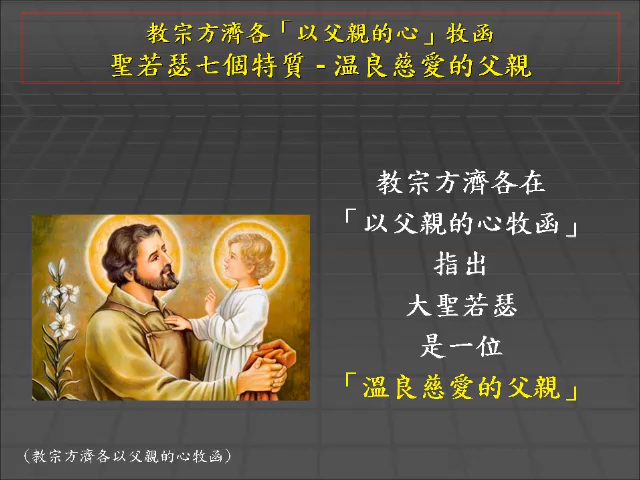 教宗方濟各「以父親的心」牧函
聖若瑟七個特質 - 温良慈愛的父親
教宗方濟各在
「以父親的心牧函」
指出
大聖若瑟
是一位
「溫良慈愛的父親」
（教宗方濟各以父親的心牧函）